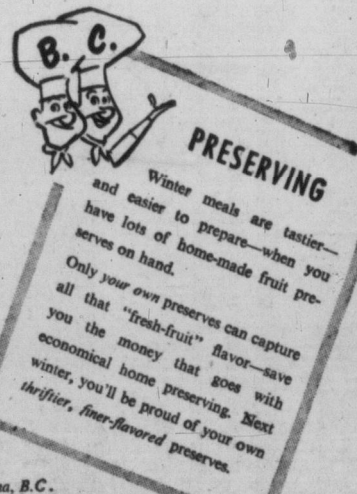 B. C.
PRESERVING
Winter meals are tastier—
and easier to prepare—when you
have lots of home-made fruit pre-
serves on hand.
Only your own preserves can capture
all that "fresh-fruit" flavor—save
you the money that goes with
economical home preserving. Next
winter, you'll be proud of your own
thriftier, finer-flavored preserves.
na, B.C.